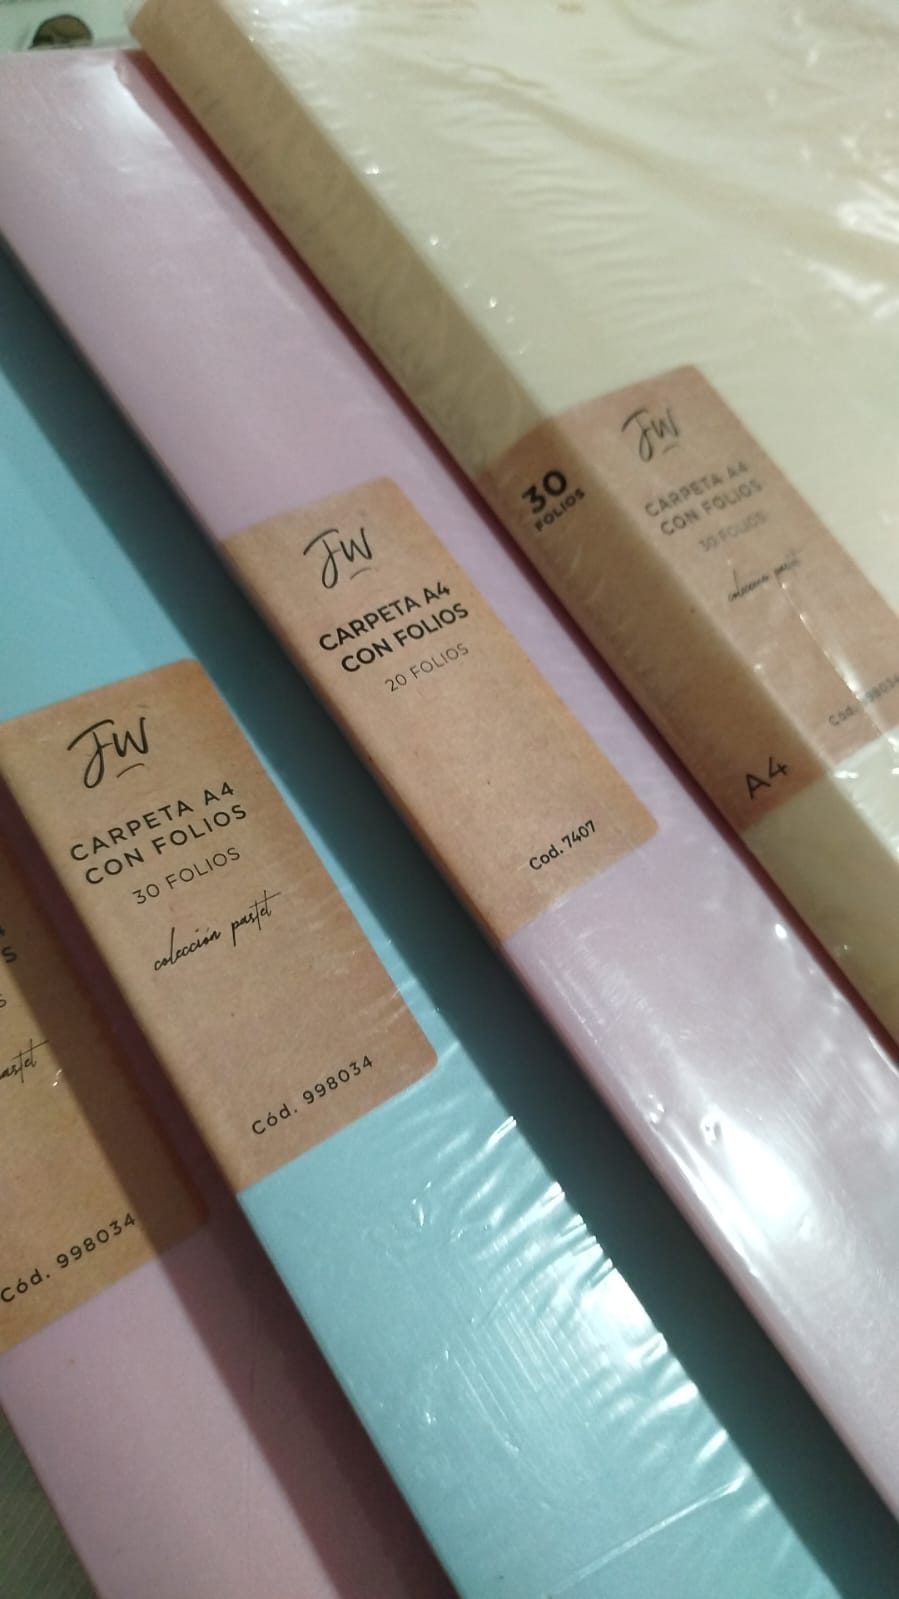 FW
CARPETA A4
CON FOLIOS
30 FOLIOS
colección pastel
30
FOLIOS
A4
FW
CARPETA A4
CON FOLIOS
20 FOLIOS
Cod. 7407
FW
CARPETA A4
CON FOLIOS
30 FOLIOS
colección pastel
Cód. 998034
Cód. 998034